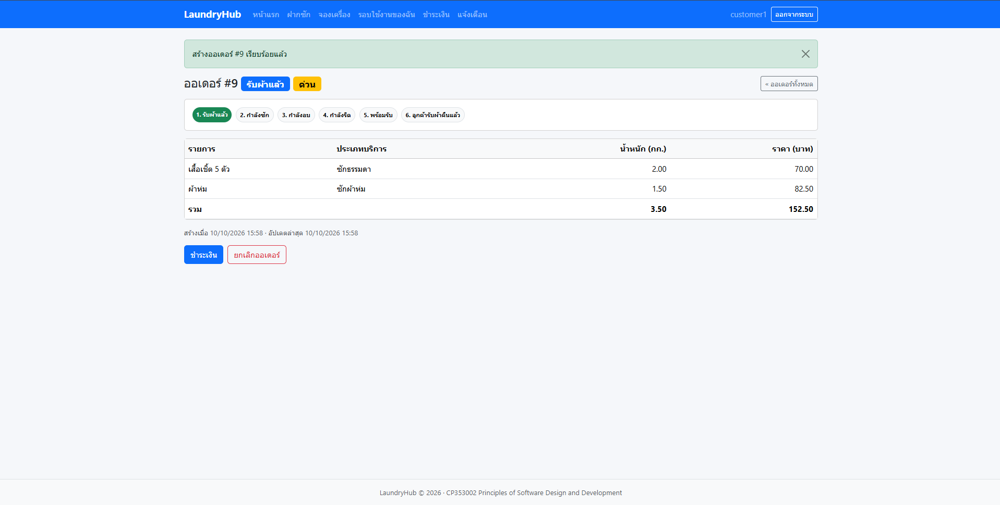 LaundryHub หน้าแรก ฝากซัก จองเครื่อง รอบใช้งานของฉัน ชำระเงิน แจ้งเตือน customer1 ออกจากระบบ
สร้างออเดอร์ #9 เรียบร้อยแล้ว
ออเดอร์ #9 รับผ้าแล้ว ด่วน « ออเดอร์ทั้งหมด
1. รับผ้าแล้ว 2. กำลังซัก 3. กำลังอบ 4. กำลังรีด 5. พร้อมรับ 6. ลูกค้ารับผ้าคืนแล้ว
รายการ ประเภทบริการ น้ำหนัก (กก.) ราคา (บาท)
เสื้อเชิ้ต 5 ตัว ซักธรรมดา 2.00 70.00
ผ้าห่ม ซักผ้าห่ม 1.50 82.50
รวม 3.50 152.50
สร้างเมื่อ 10/10/2026 15:58 · อัปเดตล่าสุด 10/10/2026 15:58
ชำระเงิน ยกเลิกออเดอร์
LaundryHub © 2026 · CP353002 Principles of Software Design and Development